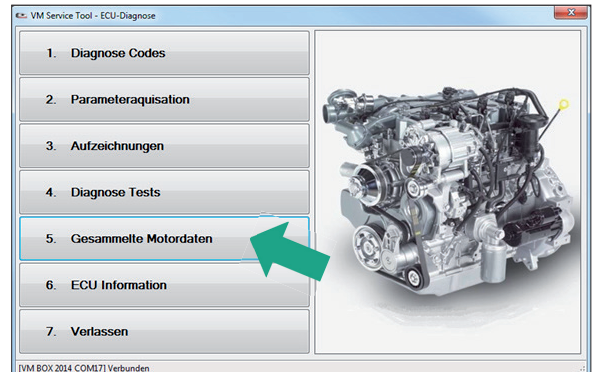 VM Service Tool - ECU-Diagnose
1. Diagnose Codes
2. Parameteraquisation
3. Aufzeichnungen
4. Diagnose Tests
5. Gesammelte Motordaten
6. ECU Information
7. Verlassen
[VM BOX 2014 COM17] Verbunden